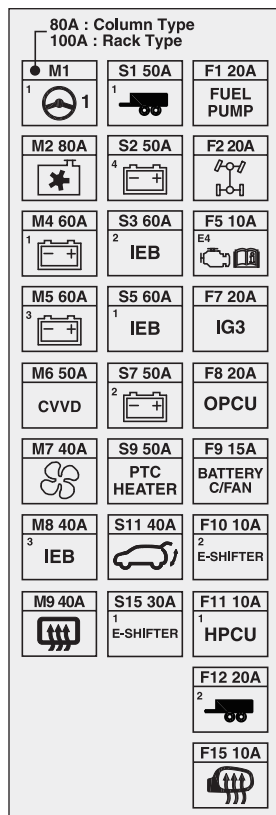 80A : Column Type
100A : Rack Type
M1 S1 50A F1 20A
1 1 1 FUEL
PUMP
M2 80A S2 50A F2 20A
4 - +
M4 60A S3 60A F5 10A
1 - + 2 IEB E4
M5 60A S5 60A F7 20A
3 - + 1 IEB IG3
M6 50A S7 50A F8 20A
CVVD 2 - + OPCU
M7 40A S9 50A F9 15A
PTC BATTERY
HEATER C/FAN
M8 40A S11 40A F10 10A
3 IEB 2 E-SHIFTER
M9 40A S15 30A F11 10A
1 E-SHIFTER 1 HPCU
F12 20A
2
F15 10A